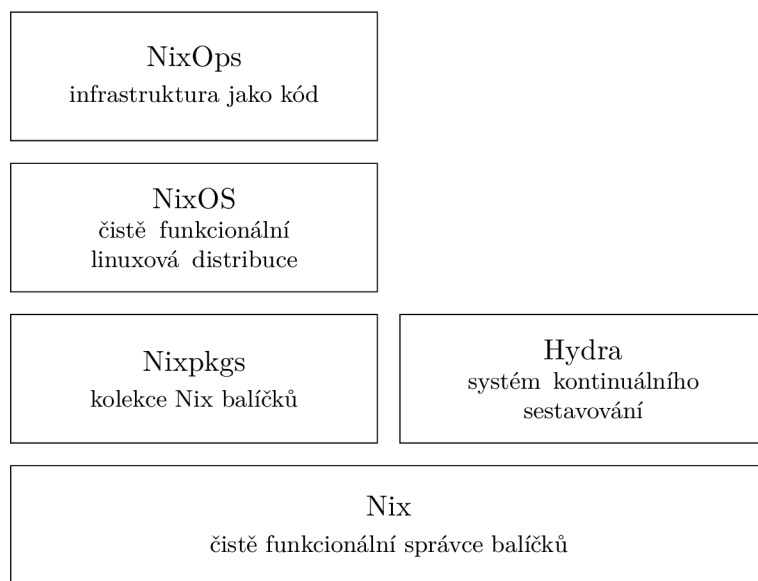 NixOps
infrastruktura jako kód
NixOS
čistě funkcionální
linuxová distribuce
Nixpkgs
kolekce Nix balíčků
Hydra
systém kontinuálního
sestavování
Nix
čistě funkcionální správce balíčků